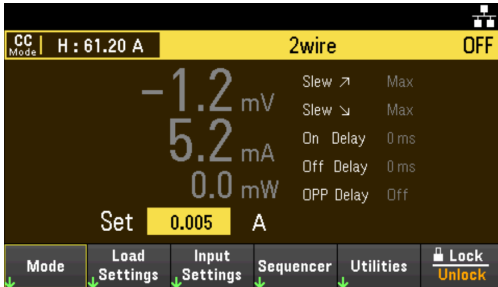 CC Mode H : 61.20 A 2wire OFF
−1.2 mV
5.2 mA
0.0 mW
Slew ↗ Max
Slew ↘ Max
On Delay 0 ms
Off Delay 0 ms
OPP Delay Off
Set 0.005 A
Mode Load Settings Input Settings Sequencer Utilities Lock Unlock